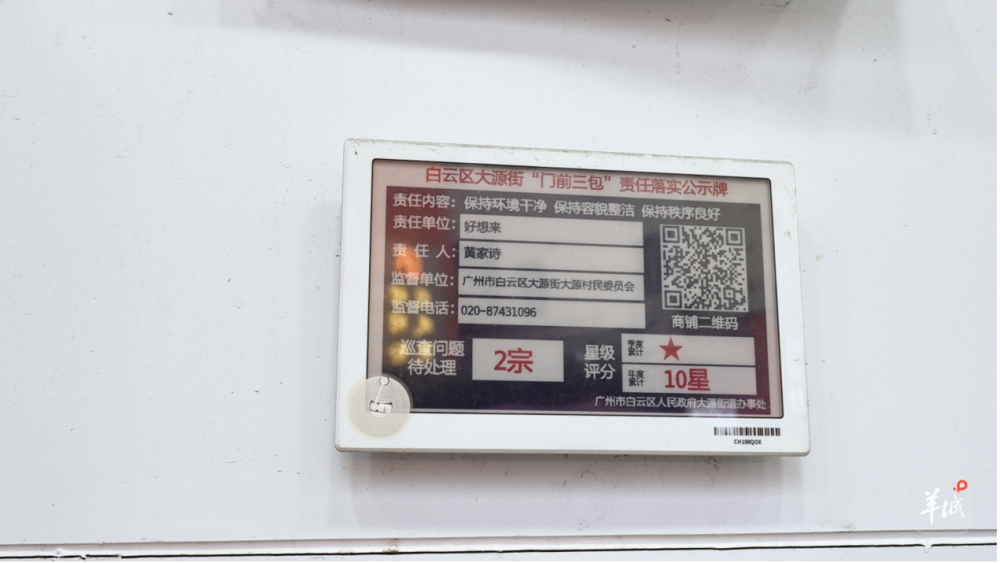 白云区大源街“门前三包”责任落实公示牌
责任内容：保持环境干净 保持容貌整洁 保持秩序良好
责任单位：好想来
责 任 人：黄家诗
监督单位：广州市白云区大源街大源村民委员会
监督电话：020-87431096
商铺二维码
巡查问题
待处理
2宗
星级
评分
季度
累计
★
年度
累计
10星
广州市白云区人民政府大源街道办事处
CH100QOX
羊城